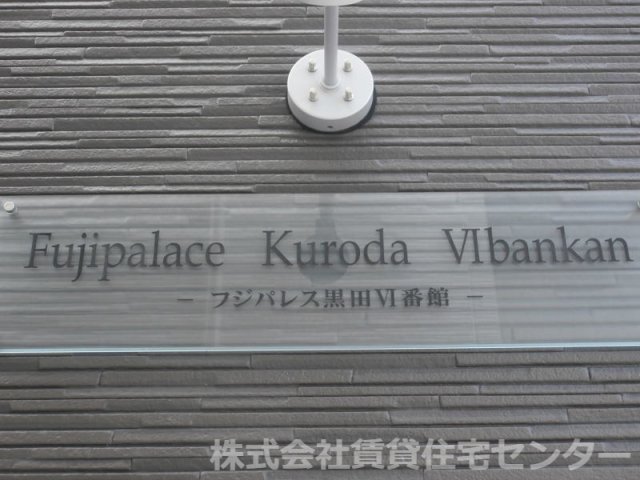 Fujipalace Kuroda VIbankan
− フジパレス黒田VI番館 −
株式会社賃貸住宅センター